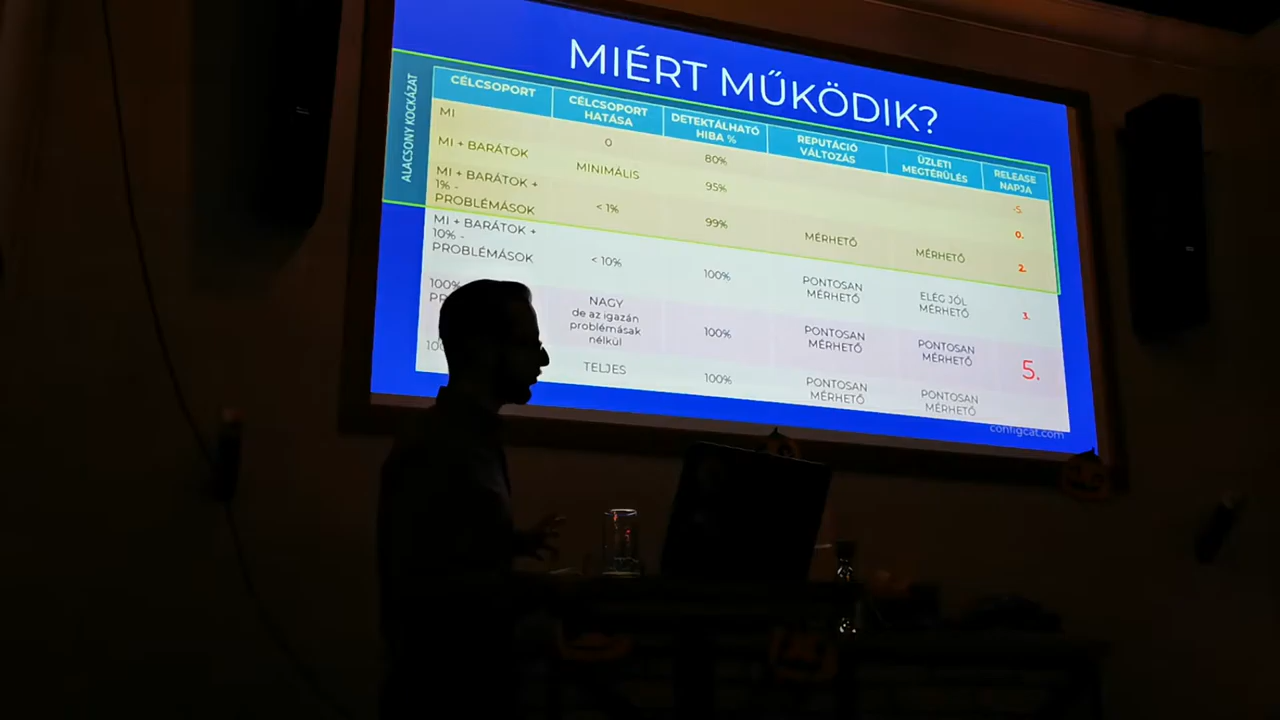 MIÉRT MŰKÖDIK?
ALACSONY KOCKÁZAT
CÉLCSOPORT
CÉLCSOPORT
HATÁSA
DETEKTÁLHATÓ
HIBA %
REPUTÁCIÓ
VÁLTOZÁS
ÜZLETI
MEGTÉRÜLÉS
RELEASE
NAPJA
MI
0
80%
-5.
MI + BARÁTOK
MINIMÁLIS
95%
0.
MI + BARÁTOK +
1% -
PROBLÉMÁSOK
< 1%
99%
MÉRHETŐ
MÉRHETŐ
2.
MI + BARÁTOK +
10% -
PROBLÉMÁSOK
< 10%
100%
PONTOSAN
MÉRHETŐ
ELÉG JÓL
MÉRHETŐ
3.
100%
NAGY
de az igazán
problémásak
nélkül
100%
PONTOSAN
MÉRHETŐ
PONTOSAN
MÉRHETŐ
5.
TELJES
100%
PONTOSAN
MÉRHETŐ
PONTOSAN
MÉRHETŐ
configcat.com